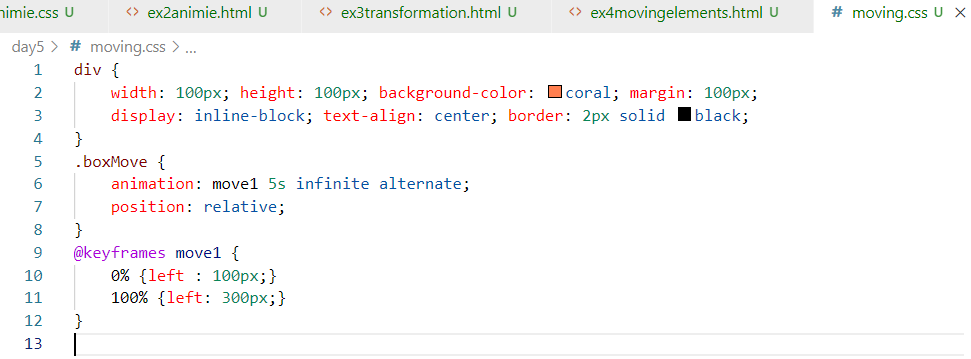 nimie.css U <> ex2animie.html U <> ex3transformation.html U <> ex4movingelements.html U # moving.css U ×
day5 > # moving.css > ...
1 div {
2 width: 100px; height: 100px; background-color: coral; margin: 100px;
3 display: inline-block; text-align: center; border: 2px solid black;
4 }
5 .boxMove {
6 animation: move1 5s infinite alternate;
7 position: relative;
8 }
9 @keyframes move1 {
10 0% {left : 100px;}
11 100% {left: 300px;}
12 }
13